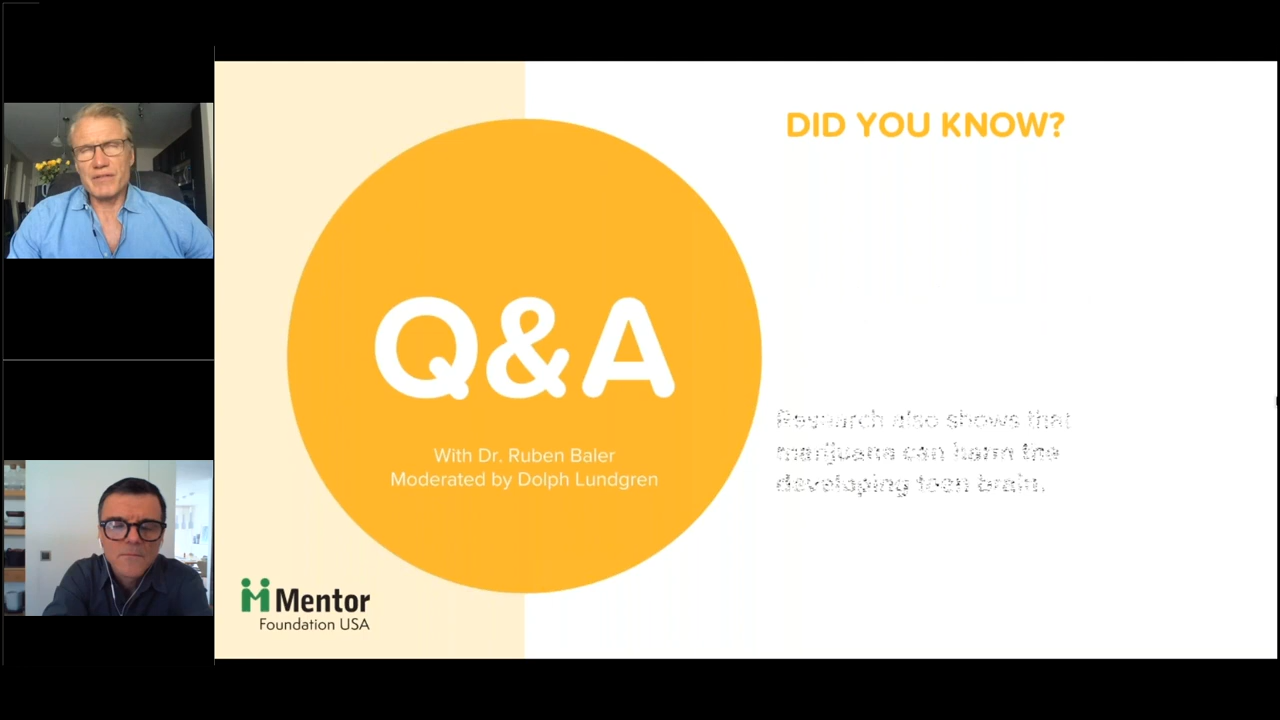 DID YOU KNOW?
Q&A
With Dr. Ruben Baler
Moderated by Dolph Lundgren
Research also shows that
marijuana can harm the
developing teen brain.
Mentor
Foundation USA